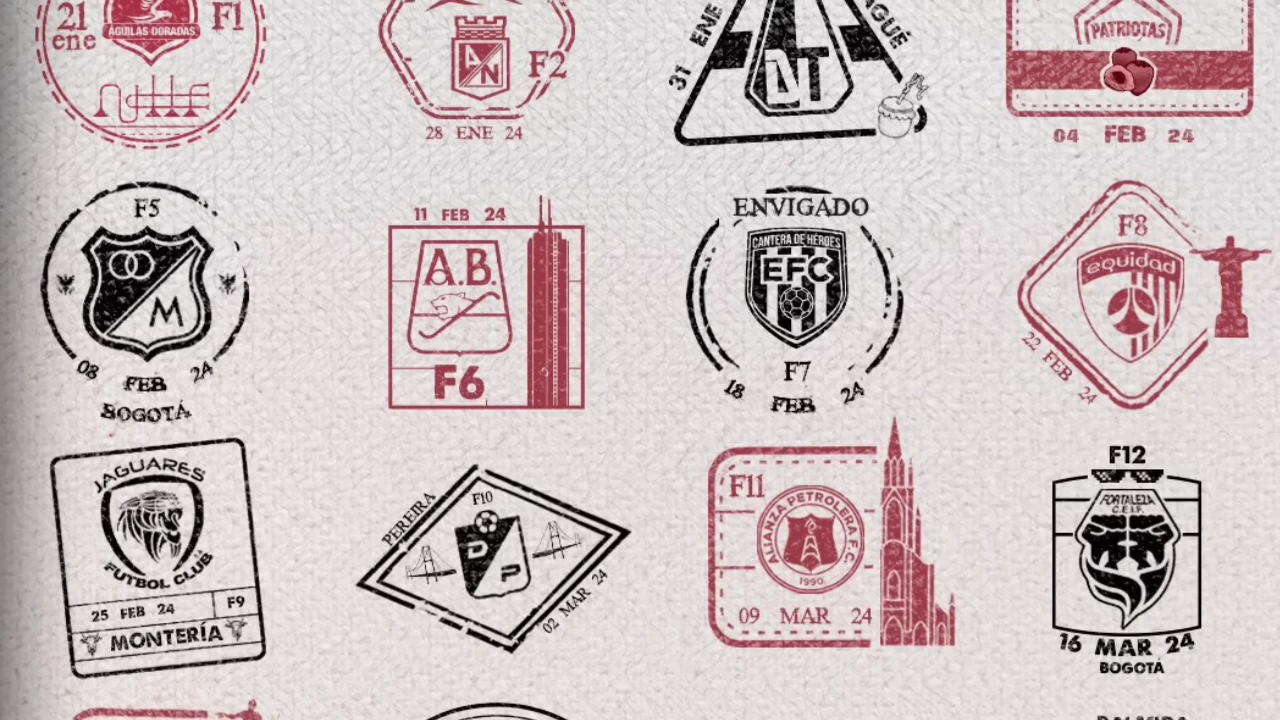 21
ene
F1
AGUILAS DORADAS
AN
F2
28 ENE 24
31 ENE
DT
PATRIOTAS
04 FEB 24
F5
M
08 FEB 24
BOGOTÁ
11 FEB 24
A.B.
F6
ENVIGADO
CANTERA DE HÉROES
EFC
F7
18 FEB 24
F8
equidad
22 FEB 24
JAGUARES
FUTBOL CLUB
25 FEB 24 F9
MONTERÍA
PEREIRA
F10
D
P
02 MAR 24
F11
ALIANZA PETROLERA F.C.
1990
09 MAR 24
F12
FORTALEZA
C.E.I.F.
16 MAR 24
BOGOTÁ